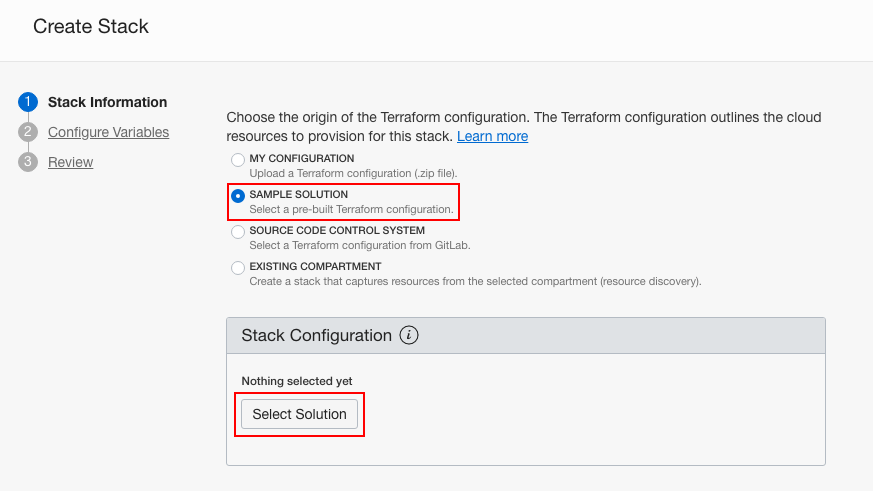 Create Stack
1 Stack Information
2 Configure Variables
3 Review
Choose the origin of the Terraform configuration. The Terraform configuration outlines the cloud
resources to provision for this stack. Learn more
MY CONFIGURATION
Upload a Terraform configuration (.zip file).
SAMPLE SOLUTION
Select a pre-built Terraform configuration.
SOURCE CODE CONTROL SYSTEM
Select a Terraform configuration from GitLab.
EXISTING COMPARTMENT
Create a stack that captures resources from the selected compartment (resource discovery).
Stack Configuration i
Nothing selected yet
Select Solution